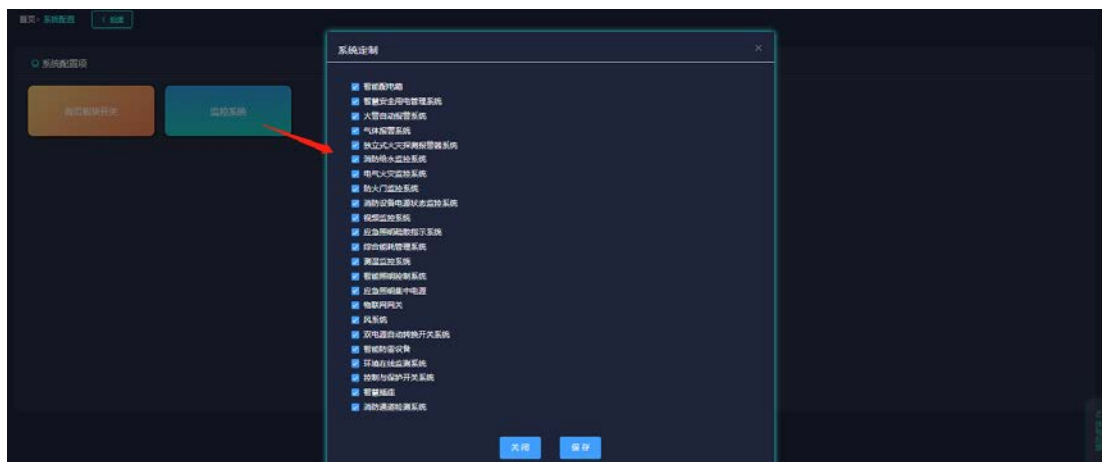 首页› 系统配置
系统配置项
监控系统
系统定制
智能配电箱
智慧安全用电管理系统
火警自动报警系统
气体报警系统
独立式火灾探测报警器系统
消防给水监控系统
电气火灾监控系统
防火门监控系统
消防设备电源状态监控系统
视频监控系统
应急照明疏散指示系统
综合能耗管理系统
测温监控系统
智能照明控制系统
应急照明集中电源
物联网网关
风系统
双电源自动转换开关系统
智能防雷设备
环境在线监测系统
控制与保护开关系统
智慧插座
消防通道检测系统
关闭
保存